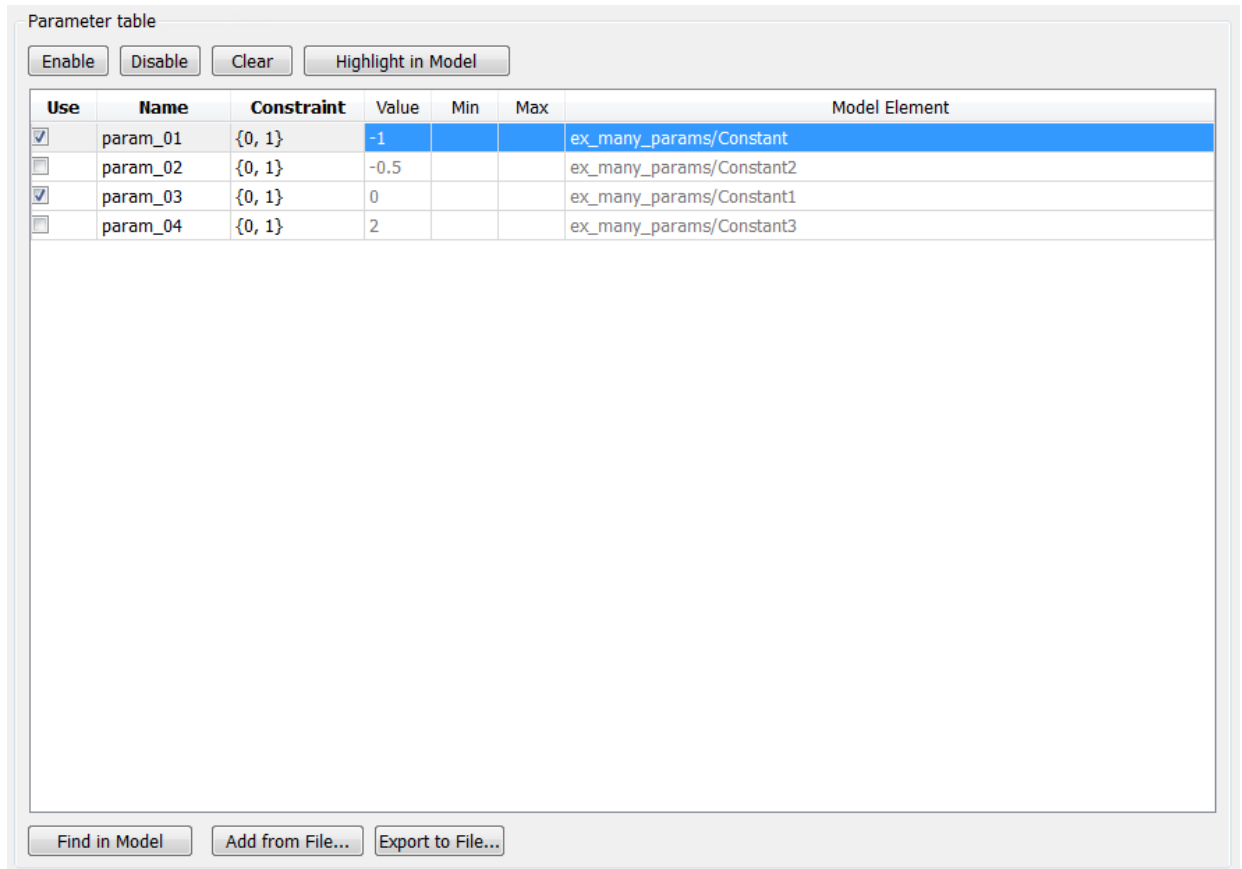 Parameter table
Enable Disable Clear Highlight in Model
Use Name Constraint Value Min Max Model Element
param_01 {0, 1} -1 ex_many_params/Constant
param_02 {0, 1} -0.5 ex_many_params/Constant2
param_03 {0, 1} 0 ex_many_params/Constant1
param_04 {0, 1} 2 ex_many_params/Constant3
Find in Model Add from File... Export to File...